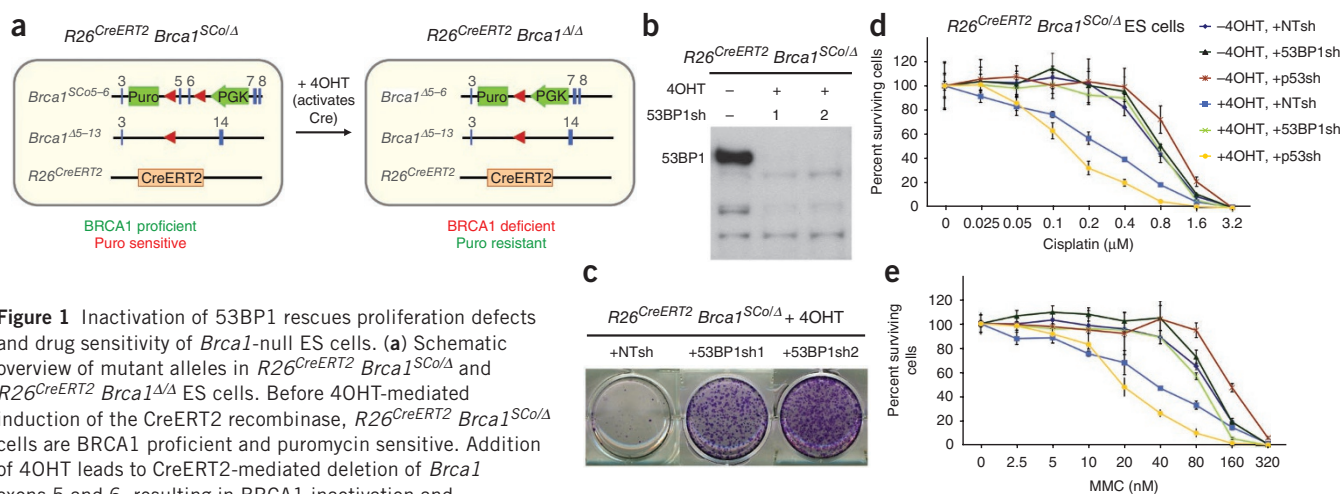 a
R26CreERT2 Brca1SCo/Δ
R26CreERT2 Brca1Δ/Δ
+ 4OHT
(activates
Cre)
3 5 6 7 8
Brca1SCo5–6
Puro PGK
3 14
Brca1Δ5–13
R26CreERT2
CreERT2
BRCA1 proficient
Puro sensitive
3 7 8
Brca1Δ5–6
Puro PGK
3 14
Brca1Δ5–13
R26CreERT2
CreERT2
BRCA1 deficient
Puro resistant
b
R26CreERT2 Brca1SCo/Δ
4OHT – + +
53BP1sh – 1 2
53BP1
c
R26CreERT2 Brca1SCo/Δ + 4OHT
+NTsh +53BP1sh1 +53BP1sh2
d
R26CreERT2 Brca1SCo/Δ ES cells
Percent surviving cells
120
100
80
60
40
20
0
0 0.025 0.05 0.1 0.2 0.4 0.8 1.6 3.2
Cisplatin (μM)
–4OHT, +NTsh
–4OHT, +53BP1sh
–4OHT, +p53sh
+4OHT, +NTsh
+4OHT, +53BP1sh
+4OHT, +p53sh
e
Percent surviving
cells
120
100
80
60
40
20
0
0 2.5 5 10 20 40 80 160 320
MMC (nM)
Figure 1 Inactivation of 53BP1 rescues proliferation defects
and drug sensitivity of Brca1-null ES cells. (a) Schematic
overview of mutant alleles in R26CreERT2 Brca1SCo/Δ and
R26CreERT2 Brca1Δ/Δ ES cells. Before 4OHT-mediated
induction of the CreERT2 recombinase, R26CreERT2 Brca1SCo/Δ
cells are BRCA1 proficient and puromycin sensitive. Addition
of 4OHT leads to CreERT2-mediated deletion of Brca1
exons 5 and 6, resulting in BRCA1 inactivation and